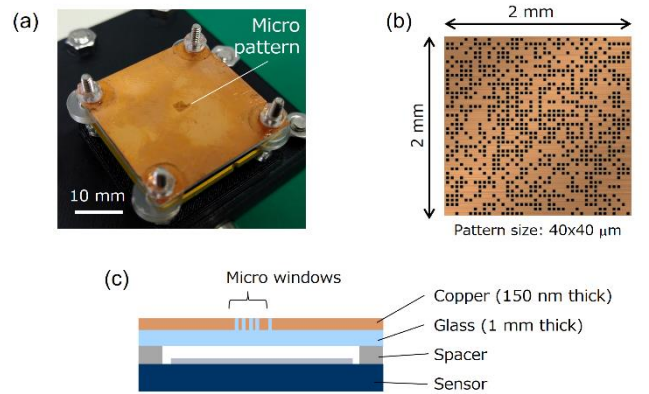 (a)
Micro
pattern
10 mm
(b)
2 mm
2 mm
Pattern size: 40x40 μm
(c)
Micro windows
Copper (150 nm thick)
Glass (1 mm thick)
Spacer
Sensor